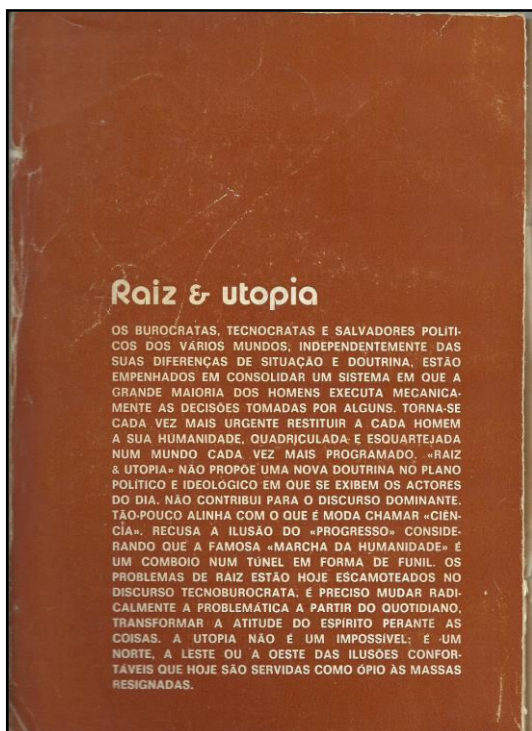 Raiz & utopia
OS BUROCRATAS, TECNOCRATAS E SALVADORES POLÍTI-
COS DOS VÁRIOS MUNDOS, INDEPENDENTEMENTE DAS
SUAS DIFERENÇAS DE SITUAÇÃO E DOUTRINA, ESTÃO
EMPENHADOS EM CONSOLIDAR UM SISTEMA EM QUE A
GRANDE MAIORIA DOS HOMENS EXECUTA MECANICA-
MENTE AS DECISÕES TOMADAS POR ALGUNS. TORNA-SE
CADA VEZ MAIS URGENTE RESTITUIR A CADA HOMEM
A SUA HUMANIDADE, QUADRICULADA E ESQUARTEJADA
NUM MUNDO CADA VEZ MAIS PROGRAMADO. «RAIZ
& UTOPIA» NÃO PROPÕE UMA NOVA DOUTRINA NO PLANO
POLÍTICO E IDEOLÓGICO EM QUE SE EXIBEM OS ACTORES
DO DIA. NÃO CONTRIBUI PARA O DISCURSO DOMINANTE.
TÃO-POUCO ALINHA COM O QUE É MODA CHAMAR «CIÊN-
CIA». RECUSA A ILUSÃO DO «PROGRESSO» CONSIDE-
RANDO QUE A FAMOSA «MARCHA DA HUMANIDADE» É
UM COMBOIO NUM TÚNEL EM FORMA DE FUNIL. OS
PROBLEMAS DE RAIZ ESTÃO HOJE ESCAMOTEADOS NO
DISCURSO TECNOBUROCRATA. É PRECISO MUDAR RADI-
CALMENTE A PROBLEMÁTICA A PARTIR DO QUOTIDIANO,
TRANSFORMAR A ATITUDE DO ESPÍRITO PERANTE AS
COISAS. A UTOPIA NÃO É UM IMPOSSÍVEL; É UM
NORTE, A LESTE OU A OESTE DAS ILUSÕES CONFOR-
TÁVEIS QUE HOJE SÃO SERVIDAS COMO ÓPIO ÀS MASSAS
RESIGNADAS.